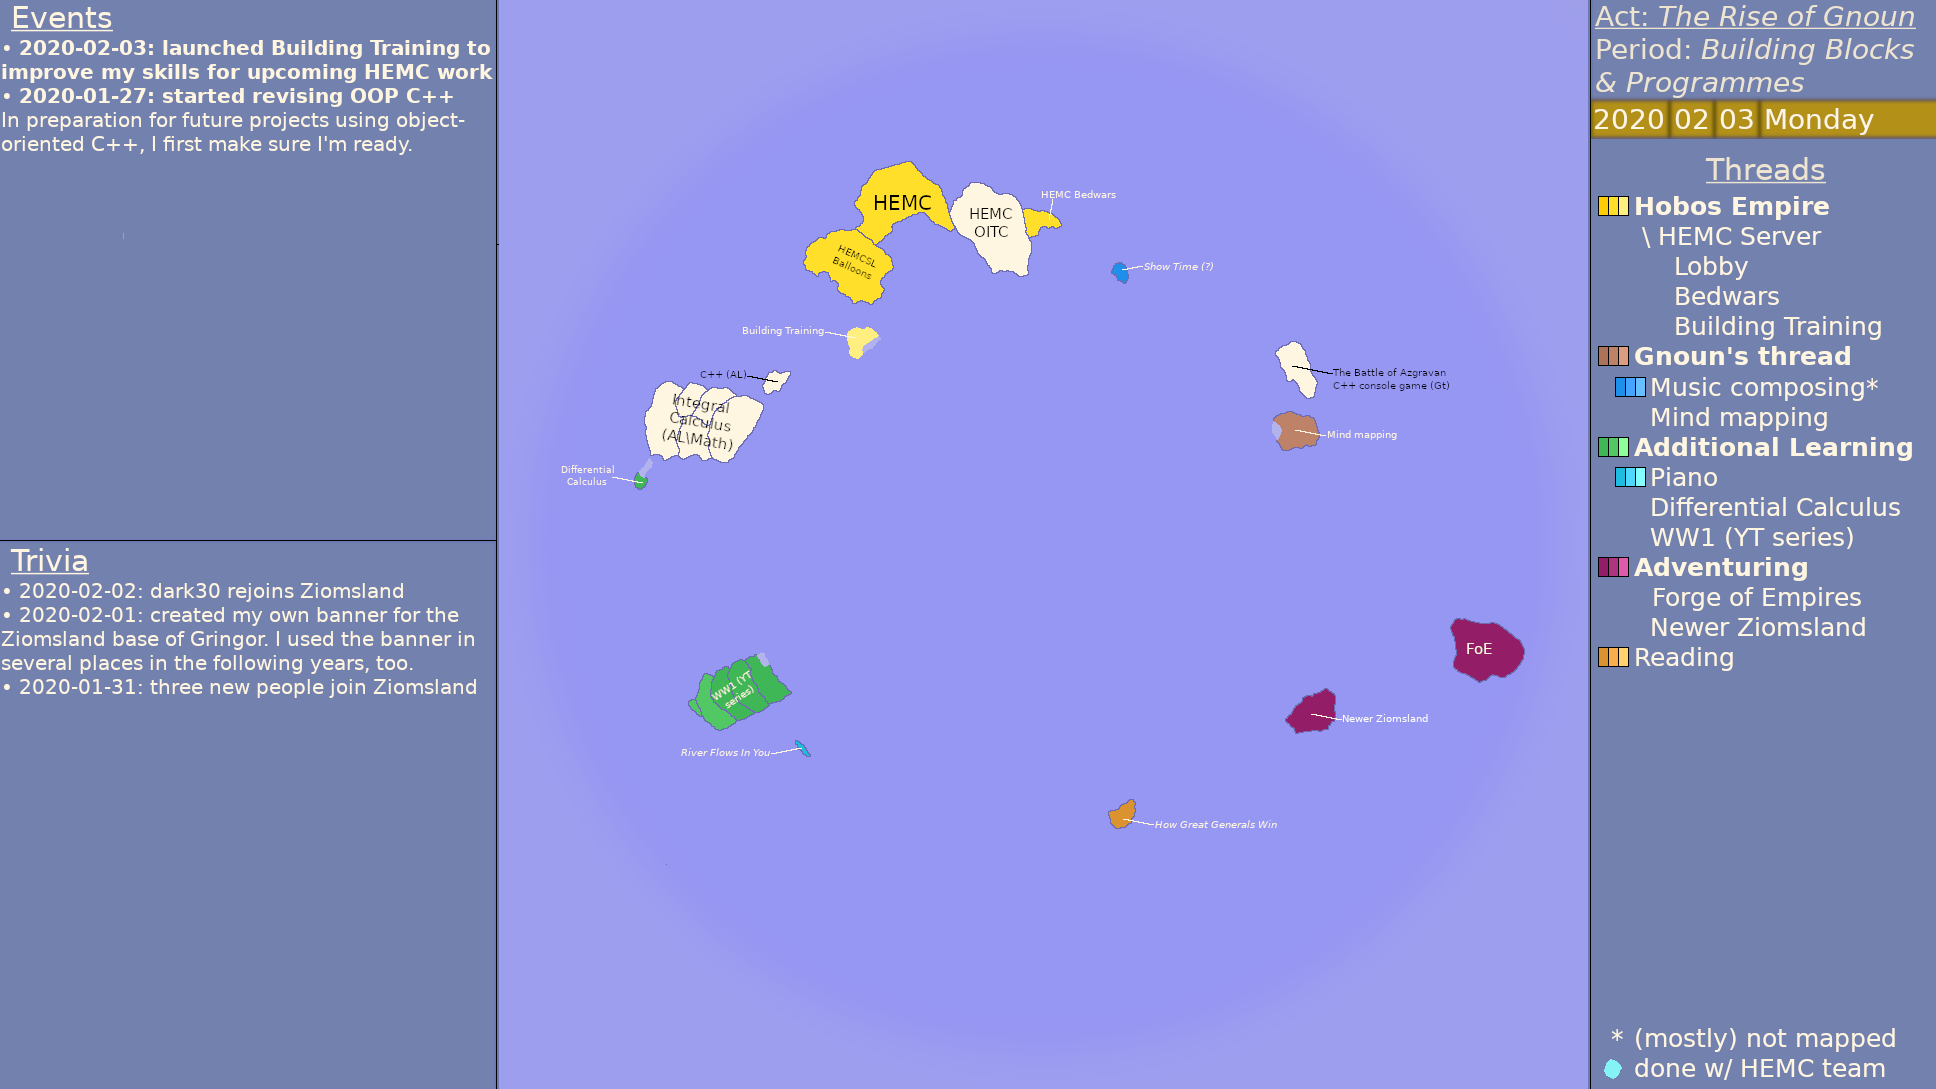 Events
• 2020-02-03: launched Building Training to
improve my skills for upcoming HEMC work
• 2020-01-27: started revising OOP C++
In preparation for future projects using object-
oriented C++, I first make sure I'm ready.
Trivia
• 2020-02-02: dark30 rejoins Ziomsland
• 2020-02-01: created my own banner for the
Ziomsland base of Gringor. I used the banner in
several places in the following years, too.
• 2020-01-31: three new people join Ziomsland
HEMC
HEMC
OITC
HEMC Bedwars
HEMCSL
Balloons
Show Time (?)
Building Training
C++ (AL)
Integral
Calculus
(AL\Math)
Differential
Calculus
The Battle of Azgravan
C++ console game (Gt)
Mind mapping
FoE
WW1 (YT
series)
Newer Ziomsland
River Flows In You
How Great Generals Win
Act: The Rise of Gnoun
Period: Building Blocks
& Programmes
2020 02 03 Monday
Threads
Hobos Empire
\ HEMC Server
Lobby
Bedwars
Building Training
Gnoun's thread
Music composing*
Mind mapping
Additional Learning
Piano
Differential Calculus
WW1 (YT series)
Adventuring
Forge of Empires
Newer Ziomsland
Reading
* (mostly) not mapped
done w/ HEMC team